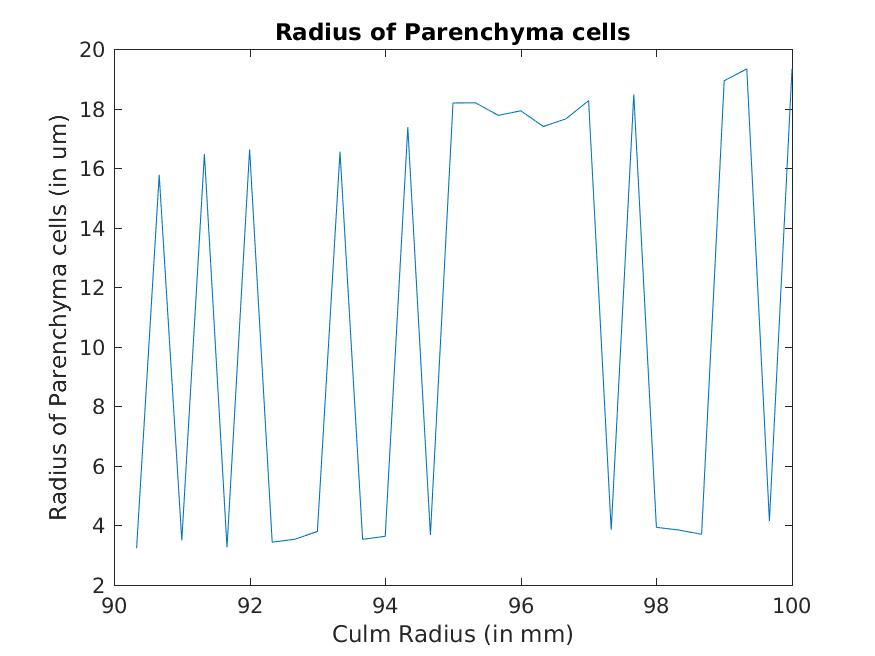 Radius of Parenchyma cells
Radius of Parenchyma cells (in um)
20
18
16
14
12
10
8
6
4
2
90 92 94 96 98 100
Culm Radius (in mm)